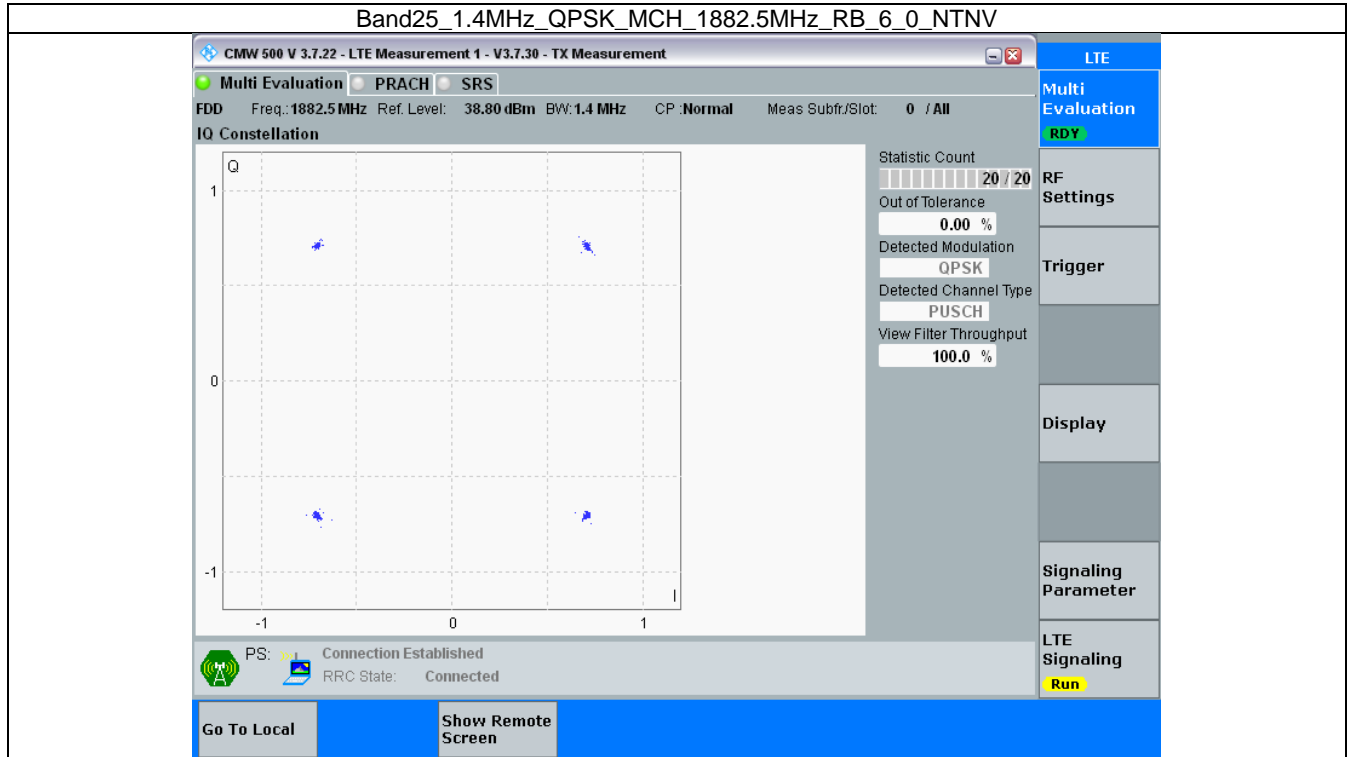 Band25_1.4MHz_QPSK_MCH_1882.5MHz_RB_6_0_NTNV
CMW 500 V 3.7.22 - LTE Measurement 1 - V3.7.30 - TX Measurement
LTE
Multi Evaluation PRACH SRS
Multi
Evaluation
RDY
FDD Freq.:1882.5 MHz Ref. Level: 38.80 dBm BW:1.4 MHz CP :Normal Meas Subfr./Slot: 0 / All
IQ Constellation
Q
1
0
-1
I
-1 0 1
Statistic Count
20 / 20
Out of Tolerance
0.00 %
Detected Modulation
QPSK
Detected Channel Type
PUSCH
View Filter Throughput
100.0 %
RF
Settings
Trigger
Display
Signaling
Parameter
LTE
Signaling
Run
PS: Connection Established
RRC State: Connected
Go To Local
Show Remote
Screen